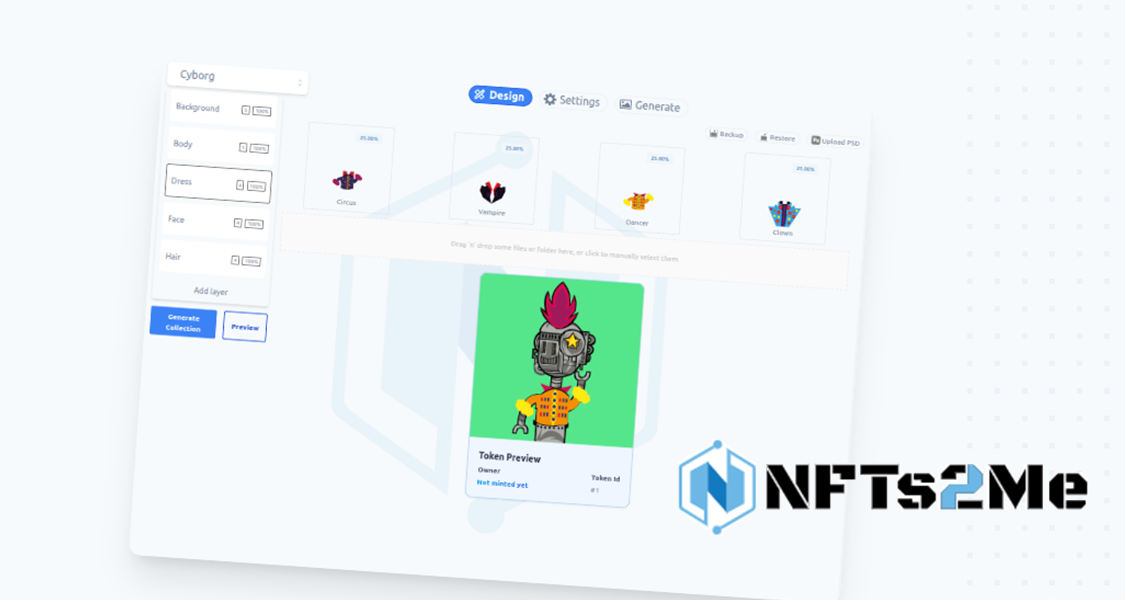 Cyborg
Design
Settings
Generate
Backup
Restore
Upload PSD
Background
100%
Body
100%
Dress
100%
Face
100%
Hair
100%
Add layer
Generate
Collection
Preview
25.00%
Circus
25.00%
Vampire
25.00%
Dancer
25.00%
Clown
Drag 'n' drop some files or folder here, or click to manually select them
Token Preview
Owner
Not minted yet
Token Id
#1
NFTs2Me